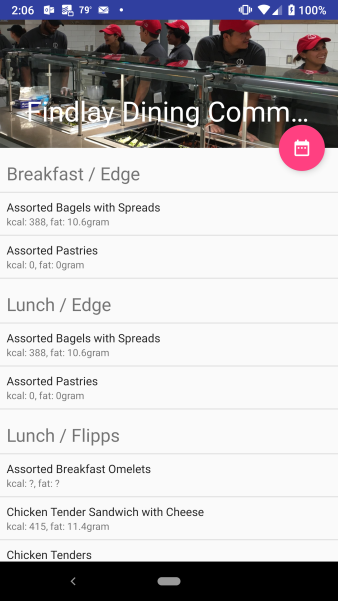 2:06 79° 100%
Findlay Dining Comm...
Breakfast / Edge
Assorted Bagels with Spreads
kcal: 388, fat: 10.6gram
Assorted Pastries
kcal: 0, fat: 0gram
Lunch / Edge
Assorted Bagels with Spreads
kcal: 388, fat: 10.6gram
Assorted Pastries
kcal: 0, fat: 0gram
Lunch / Flipps
Assorted Breakfast Omelets
kcal: ?, fat: ?
Chicken Tender Sandwich with Cheese
kcal: 415, fat: 11.4gram
Chicken Tenders